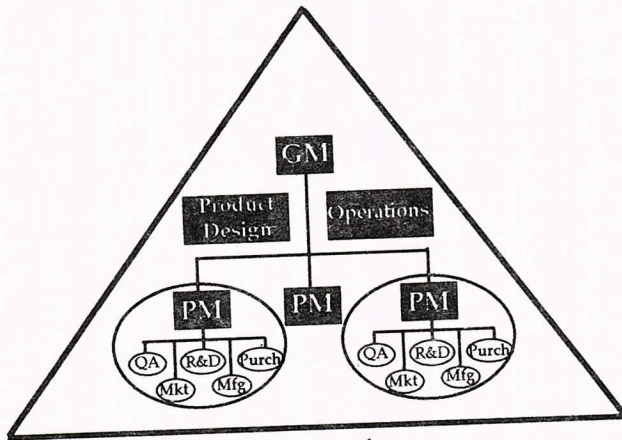 GM
Product
Design
Operations
PM
PM
PM
QA
R&D
Purch
Mkt
Mfg
QA
R&D
Purch
Mkt
Mfg